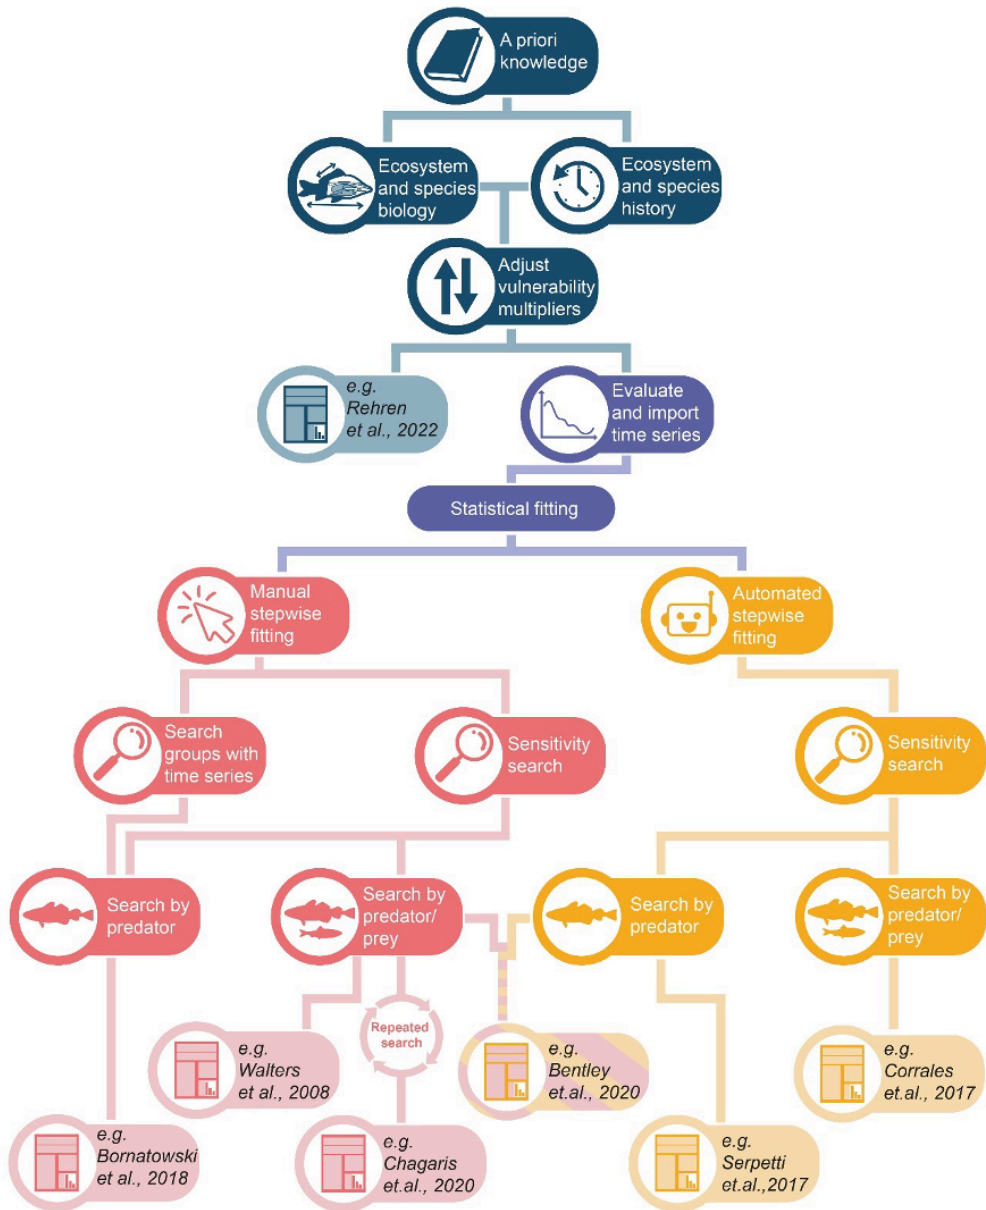 A priori
knowledge
Ecosystem
and species
biology
Ecosystem
and species
history
Adjust
vulnerability
multipliers
e.g.
Rehren
et al., 2022
Evaluate
and import
time series
Statistical fitting
Manual
stepwise
fitting
Automated
stepwise
fitting
Search
groups with
time series
Sensitivity
search
Sensitivity
search
Search by
predator
Search by
predator/
prey
Search by
predator
Search by
predator/
prey
Repeated
search
e.g.
Walters
et al., 2008
e.g.
Bentley
et.al., 2020
e.g.
Corrales
et.al., 2017
e.g.
Bornatowski
et al., 2018
e.g.
Chagaris
et.al., 2020
e.g.
Serpetti
et.al.,2017